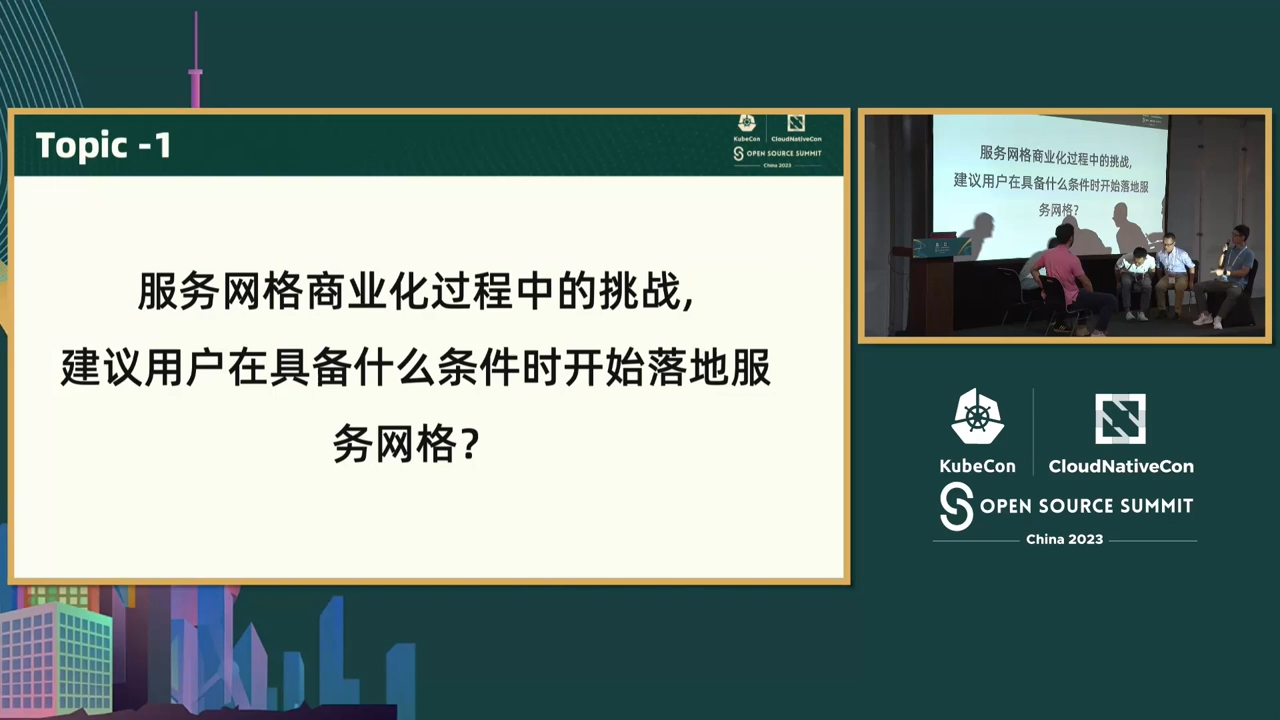 Topic -1
KubeCon
CloudNativeCon
OPEN SOURCE SUMMIT
China 2023
服务网格商业化过程中的挑战,
建议用户在具备什么条件时开始落地服
务网格?
服务网格商业化过程中的挑战,
建议用户在具备什么条件时开始落地服
务网格?
KubeCon
CloudNativeCon
OPEN SOURCE SUMMIT
China 2023